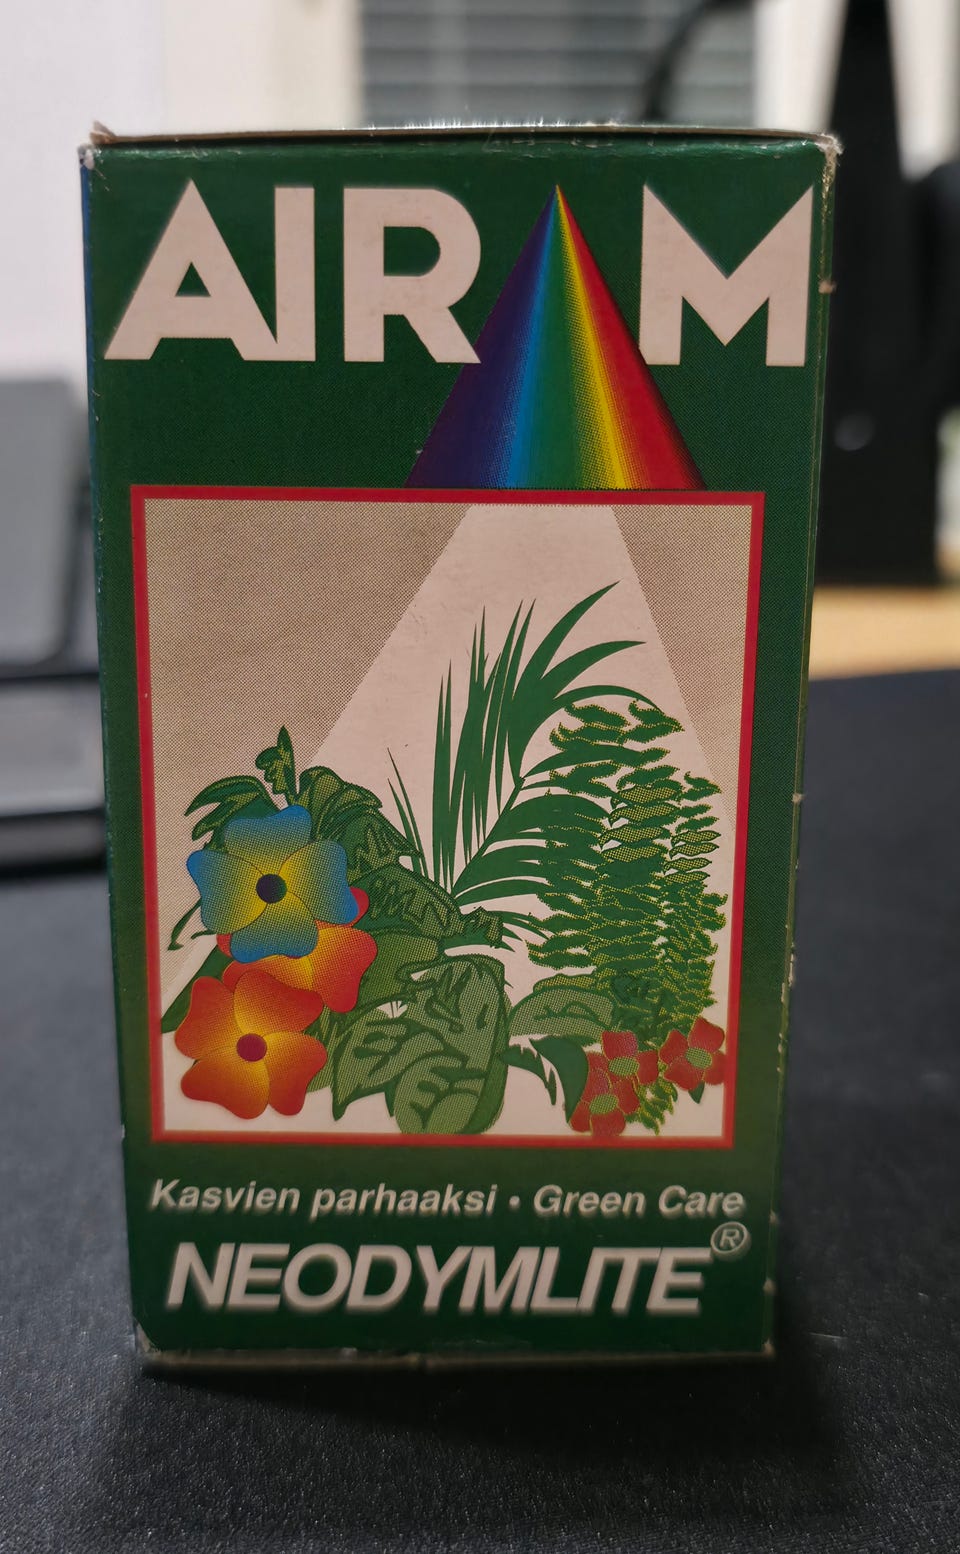 AIRAM
Kasvien parhaaksi • Green Care
NEODYMLITE®